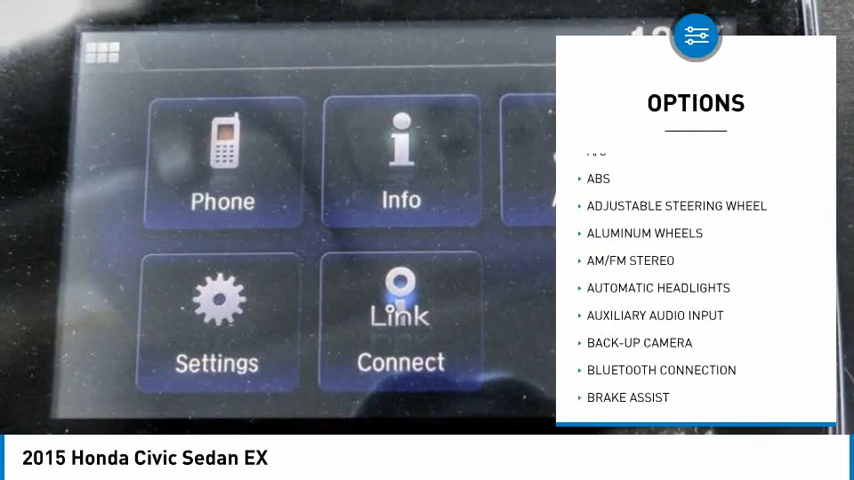 Phone
Info
Settings
Link
Connect
OPTIONS
ABS
ADJUSTABLE STEERING WHEEL
ALUMINUM WHEELS
AM/FM STEREO
AUTOMATIC HEADLIGHTS
AUXILIARY AUDIO INPUT
BACK-UP CAMERA
BLUETOOTH CONNECTION
BRAKE ASSIST
2015 Honda Civic Sedan EX